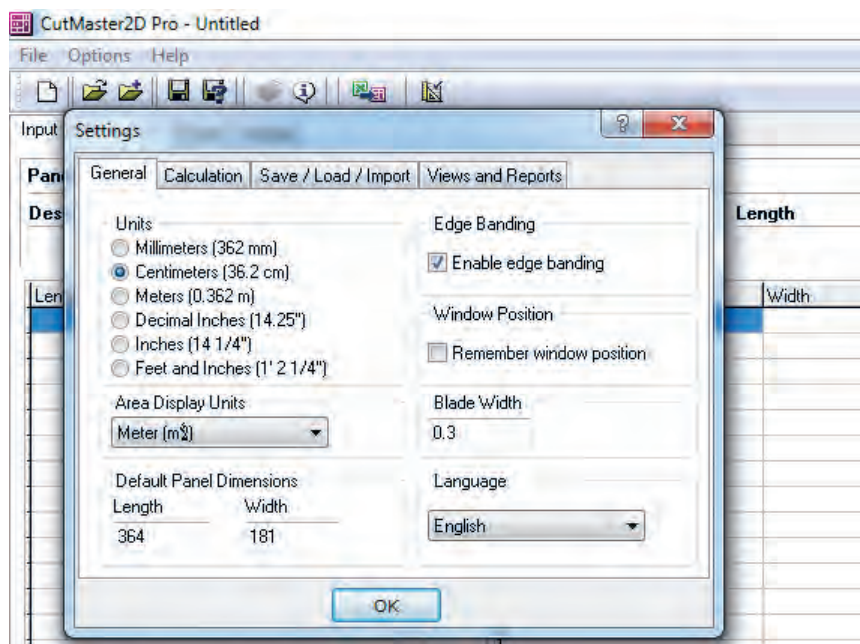 CutMaster2D Pro - Untitled
File Options Help
Input
Settings
General Calculation Save / Load / Import Views and Reports
Pan
Des
Length
Units
Millimeters (362 mm)
Centimeters (36.2 cm)
Meters (0.362 m)
Decimal Inches (14.25")
Inches (14 1/4")
Feet and Inches (1' 2 1/4")
Edge Banding
Enable edge banding
Window Position
Remember window position
Len
Width
Area Display Units
Meter (m2)
Blade Width
0.3
Default Panel Dimensions
Length Width
364 181
Language
English
OK